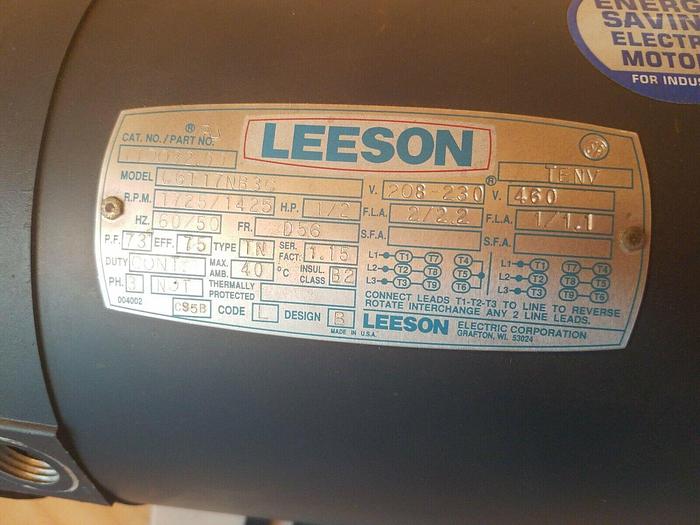 ENERG
SAVIN
ELECTR
MOTO
FOR INDUS
LEESON ®
CAT. NO./PART NO.
MODEL C6T17NB3G V. 208-230 V. 460 TENV
R.P.M. 1725/1425 H.P. 1/2 F.L.A. 2/2.2 F.L.A. 1/1.1
HZ. 60/50 FR. D56 S.F.A. S.F.A.
P.F. 73 EFF. 75 TYPE TN SER. FACT. 1.15
DUTY CONT. MAX. AMB. 40 °C INSUL. CLASS B2
PH. 3 NOT THERMALLY PROTECTED
L1 T1 T7 T4 L1 T1 T7 T4
L2 T2 T8 T5 L2 T2 T8 T5
L3 T3 T9 T6 L3 T3 T9 T6
CONNECT LEADS T1-T2-T3 TO LINE TO REVERSE
ROTATE INTERCHANGE ANY 2 LINE LEADS.
004002 C95B CODE L DESIGN B
MADE IN U.S.A. LEESON ELECTRIC CORPORATION
GRAFTON, WI. 53024